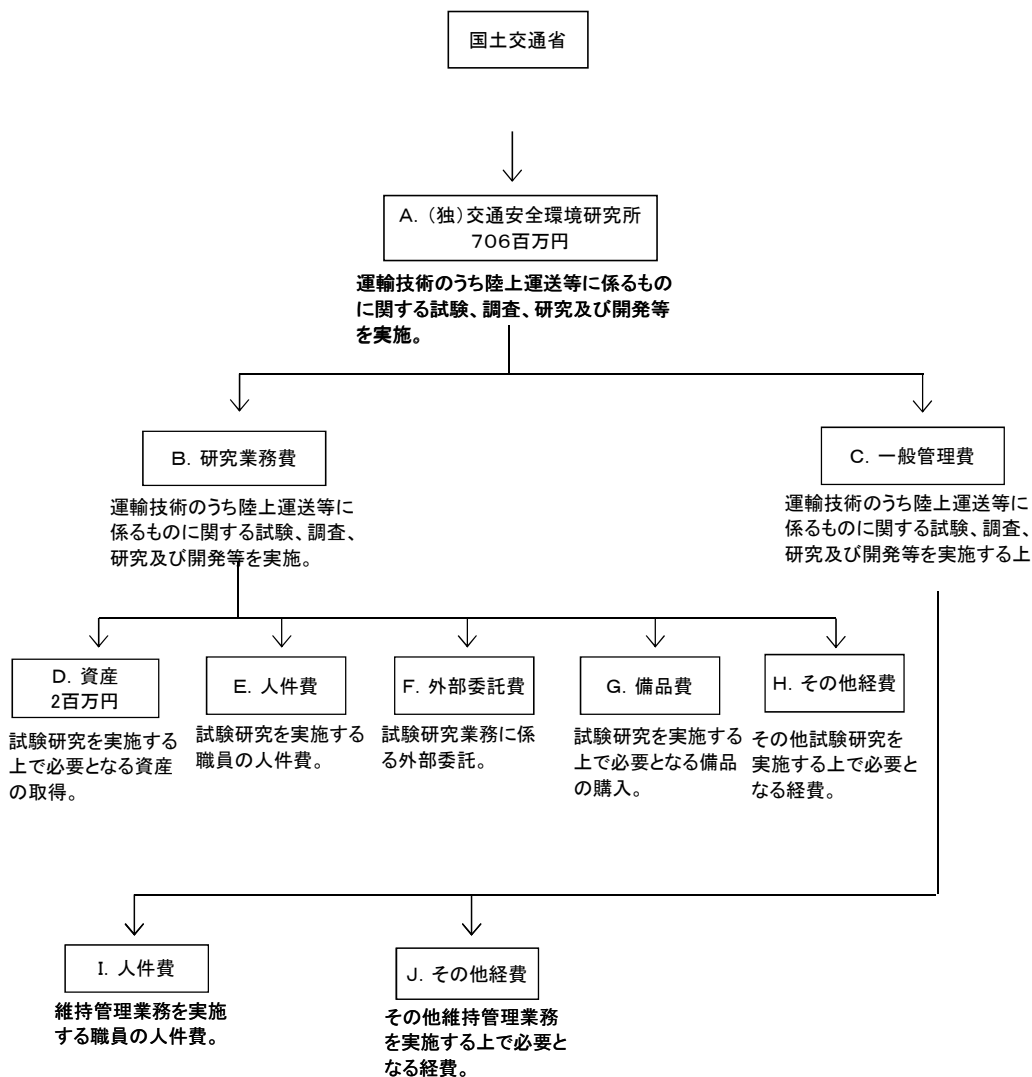 国土交通省
A. (独)交通安全環境研究所
706百万円
運輸技術のうち陸上運送等に係るもの
に関する試験、調査、研究及び開発等
を実施。
B. 研究業務費
運輸技術のうち陸上運送等に
係るものに関する試験、調査、
研究及び開発等を実施。
C. 一般管理費
運輸技術のうち陸上運送等に
係るものに関する試験、調査、
研究及び開発等を実施する上
D. 資産
2百万円
試験研究を実施する
上で必要となる資産
の取得。
E. 人件費
試験研究を実施する
職員の人件費。
F. 外部委託費
試験研究業務に係
る外部委託。
G. 備品費
試験研究を実施する
上で必要となる備品
の購入。
H. その他経費
その他試験研究を
実施する上で必要と
なる経費。
I. 人件費
維持管理業務を実施
する職員の人件費。
J. その他経費
その他維持管理業務
を実施する上で必要と
なる経費。